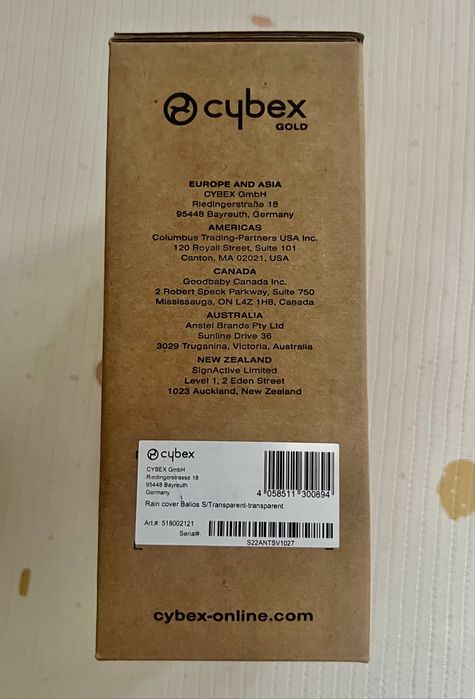 cybex
GOLD
EUROPE AND ASIA
CYBEX GmbH
Riedingerstraße 18
95448 Bayreuth, Germany
AMERICAS
Columbus Trading-Partners USA Inc.
120 Royall Street, Suite 101
Canton, MA 02021, USA
CANADA
Goodbaby Canada Inc.
2 Robert Speck Parkway, Suite 750
Mississauga, ON L4Z 1H8, Canada
AUSTRALIA
Anstel Brands Pty Ltd
Sunline Drive 36
3029 Truganina, Victoria, Australia
NEW ZEALAND
SignActive Limited
Level 1, 2 Eden Street
1023 Auckland, New Zealand
cybex
CYBEX GmbH
Riedingerstrasse 18
95448 Bayreuth
Germany
4 058511 300694
Rain cover Balios S/Transparent-transparent
Art.#: 518002121
Serial#:
S22ANTSV1027
cybex-online.com